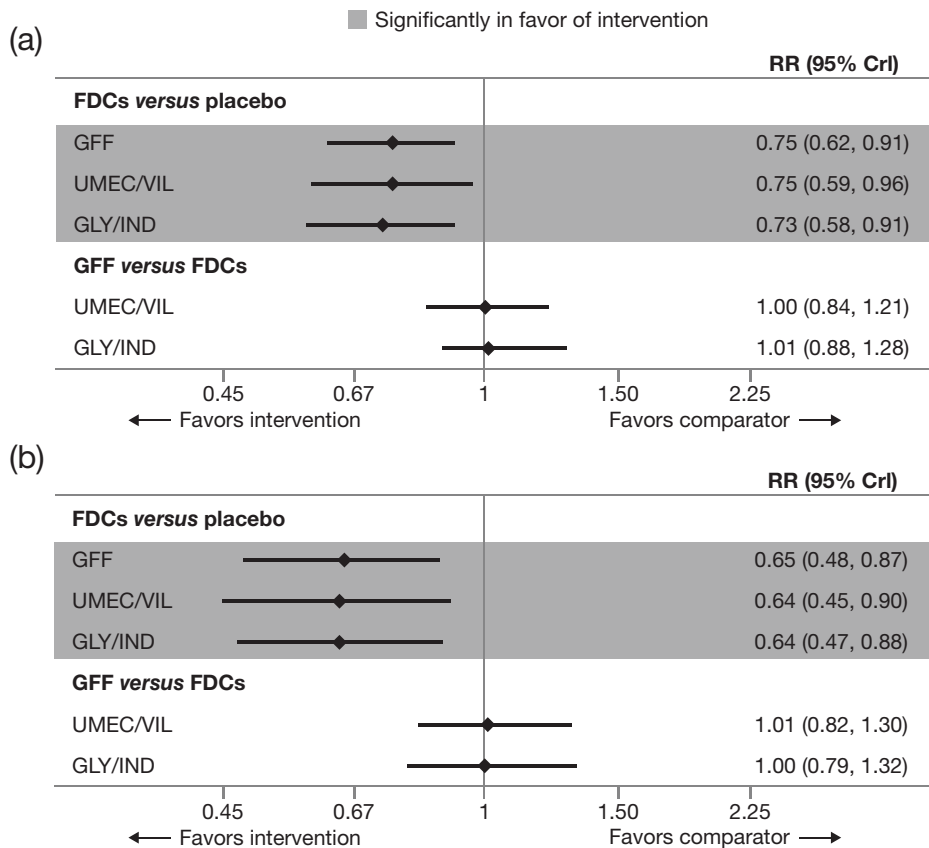 Significantly in favor of intervention
(a)
RR (95% CrI)
FDCs versus placebo
GFF 0.75 (0.62, 0.91)
UMEC/VIL 0.75 (0.59, 0.96)
GLY/IND 0.73 (0.58, 0.91)
GFF versus FDCs
UMEC/VIL 1.00 (0.84, 1.21)
GLY/IND 1.01 (0.88, 1.28)
0.45 0.67 1 1.50 2.25
Favors intervention Favors comparator
(b)
RR (95% CrI)
FDCs versus placebo
GFF 0.65 (0.48, 0.87)
UMEC/VIL 0.64 (0.45, 0.90)
GLY/IND 0.64 (0.47, 0.88)
GFF versus FDCs
UMEC/VIL 1.01 (0.82, 1.30)
GLY/IND 1.00 (0.79, 1.32)
0.45 0.67 1 1.50 2.25
Favors intervention Favors comparator